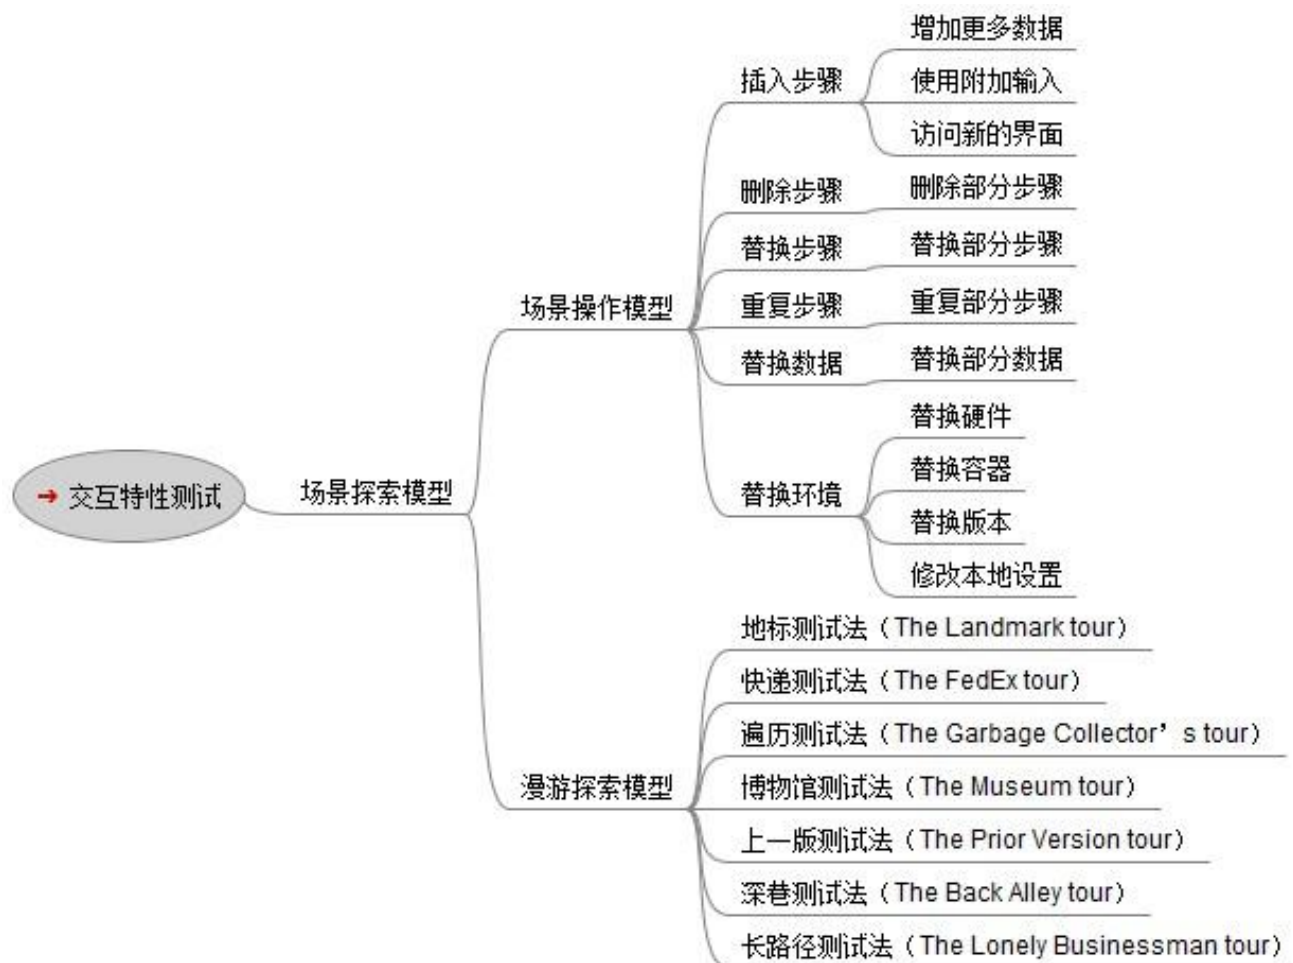 增加更多数据
插入步骤
使用附加输入
访问新的界面
删除步骤
删除部分步骤
替换步骤
替换部分步骤
场景操作模型
重复步骤
重复部分步骤
替换数据
替换部分数据
替换硬件
替换容器
→ 交互特性测试
场景探索模型
替换环境
替换版本
修改本地设置
地标测试法（The Landmark tour）
快递测试法（The FedEx tour）
遍历测试法（The Garbage Collector’s tour）
漫游探索模型
博物馆测试法（The Museum tour）
上一版测试法（The Prior Version tour）
深巷测试法（The Back Alley tour）
长路径测试法（The Lonely Businessman tour）